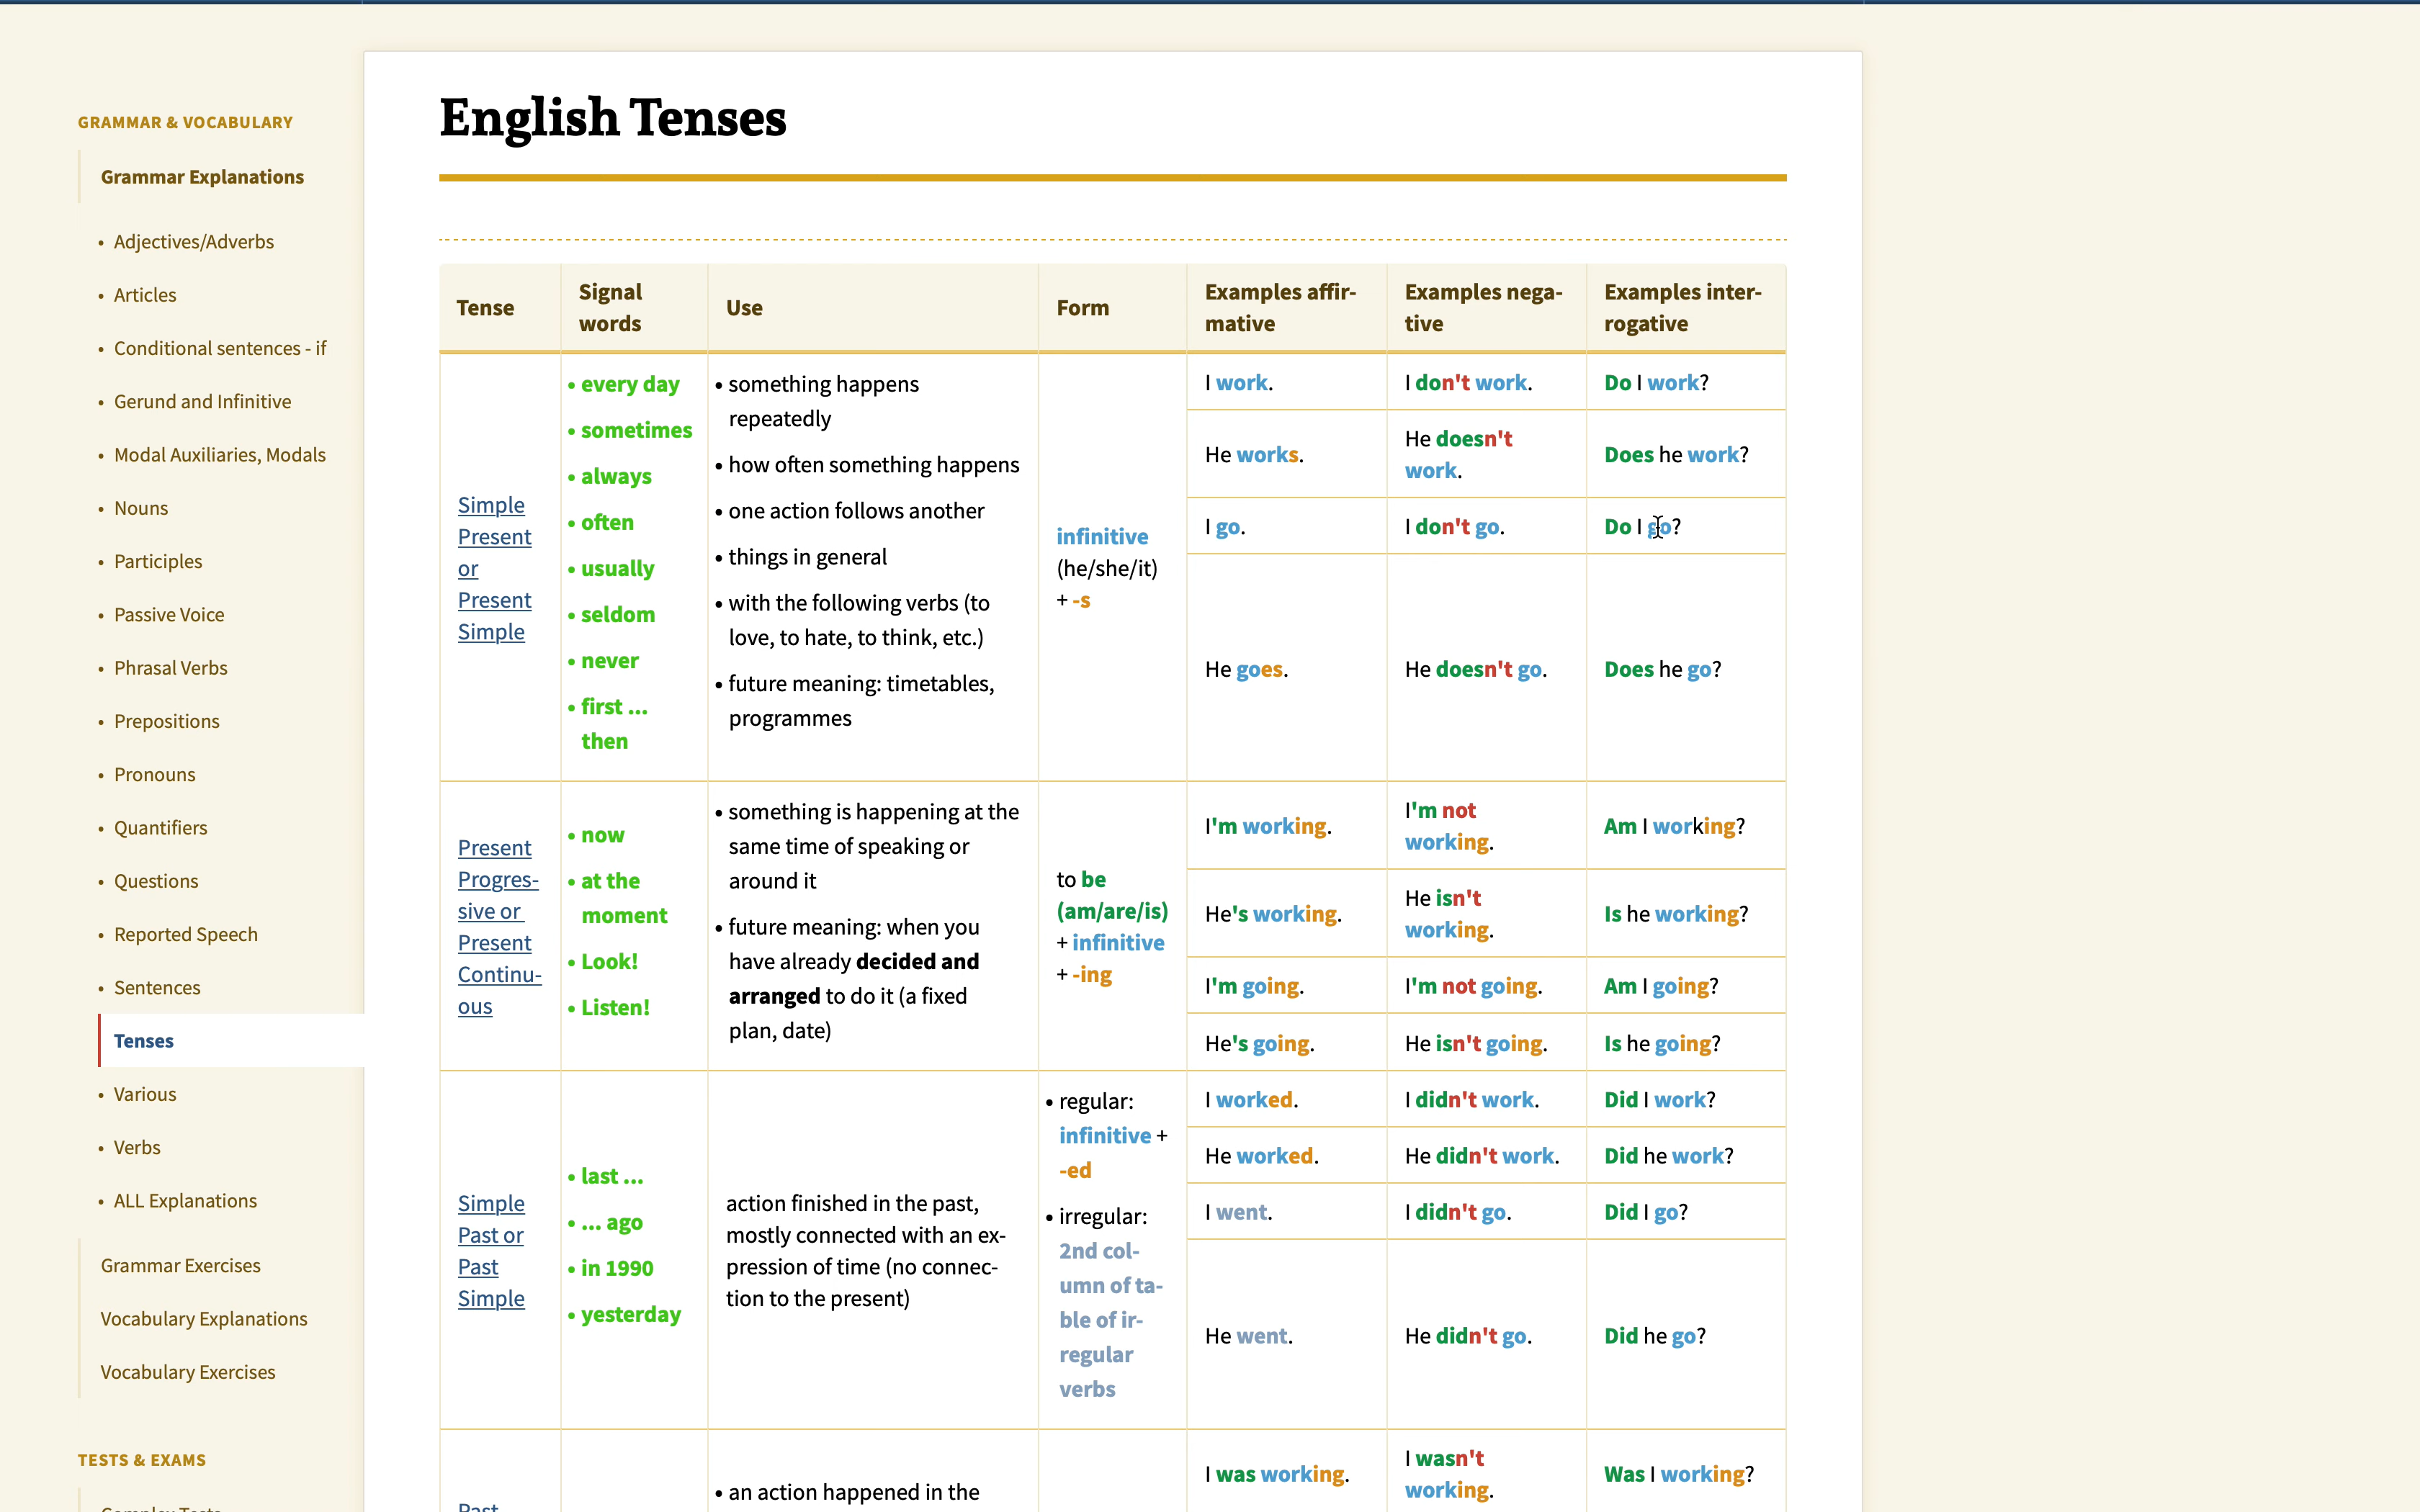 GRAMMAR & VOCABULARY
Grammar Explanations
• Adjectives/Adverbs
• Articles
• Conditional sentences - if
• Gerund and Infinitive
• Modal Auxiliaries, Modals
• Nouns
• Participles
• Passive Voice
• Phrasal Verbs
• Prepositions
• Pronouns
• Quantifiers
• Questions
• Reported Speech
• Sentences
Tenses
• Various
• Verbs
• ALL Explanations
Grammar Exercises
Vocabulary Explanations
Vocabulary Exercises
TESTS & EXAMS
English Tenses
Tense
Signal
words
Use
Form
Examples affir-
mative
Examples nega-
tive
Examples inter-
rogative
Simple
Present
or
Present
Simple
• every day
• sometimes
• always
• often
• usually
• seldom
• never
• first ...
then
• something happens
repeatedly
• how often something happens
• one action follows another
• things in general
• with the following verbs (to
love, to hate, to think, etc.)
• future meaning: timetables,
programmes
infinitive
(he/she/it)
+ -s
I work.
I don't work.
Do I work?
He works.
He doesn't
work.
Does he work?
I go.
I don't go.
Do I go?
He goes.
He doesn't go.
Does he go?
Present
Progres-
sive or
Present
Continu-
ous
• now
• at the
moment
• Look!
• Listen!
• something is happening at the
same time of speaking or
around it
• future meaning: when you
have already decided and
arranged to do it (a fixed
plan, date)
to be
(am/are/is)
+ infinitive
+ -ing
I'm working.
I'm not
working.
Am I working?
He's working.
He isn't
working.
Is he working?
I'm going.
I'm not going.
Am I going?
He's going.
He isn't going.
Is he going?
Simple
Past or
Past
Simple
• last ...
• ... ago
• in 1990
• yesterday
action finished in the past,
mostly connected with an ex-
pression of time (no connec-
tion to the present)
• regular:
infinitive +
-ed
• irregular:
2nd col-
umn of ta-
ble of ir-
regular
verbs
I worked.
I didn't work.
Did I work?
He worked.
He didn't work.
Did he work?
I went.
I didn't go.
Did I go?
He went.
He didn't go.
Did he go?
Past
• an action happened in the
I was working.
I wasn't
working.
Was I working?